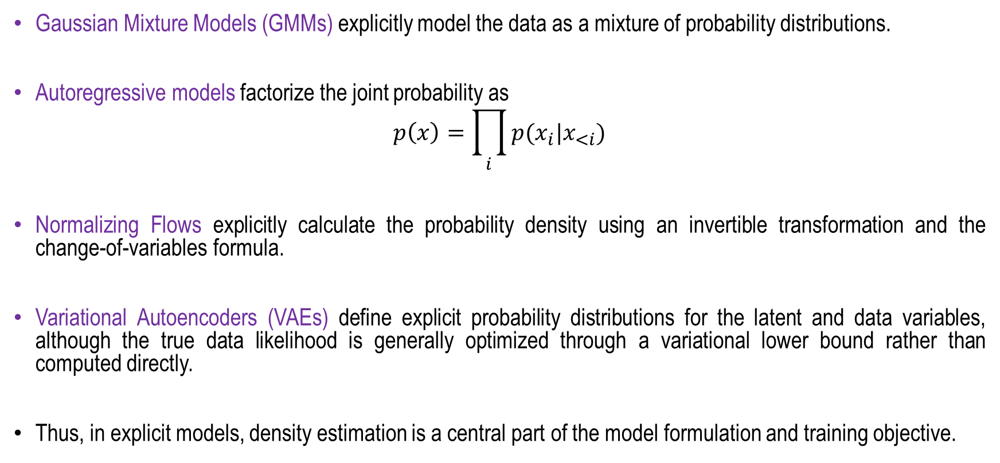 • Gaussian Mixture Models (GMMs) explicitly model the data as a mixture of probability distributions.
• Autoregressive models factorize the joint probability as
p(x) = ∏_i p(x_i|x_{<i})
• Normalizing Flows explicitly calculate the probability density using an invertible transformation and the
change-of-variables formula.
• Variational Autoencoders (VAEs) define explicit probability distributions for the latent and data variables,
although the true data likelihood is generally optimized through a variational lower bound rather than
computed directly.
• Thus, in explicit models, density estimation is a central part of the model formulation and training objective.